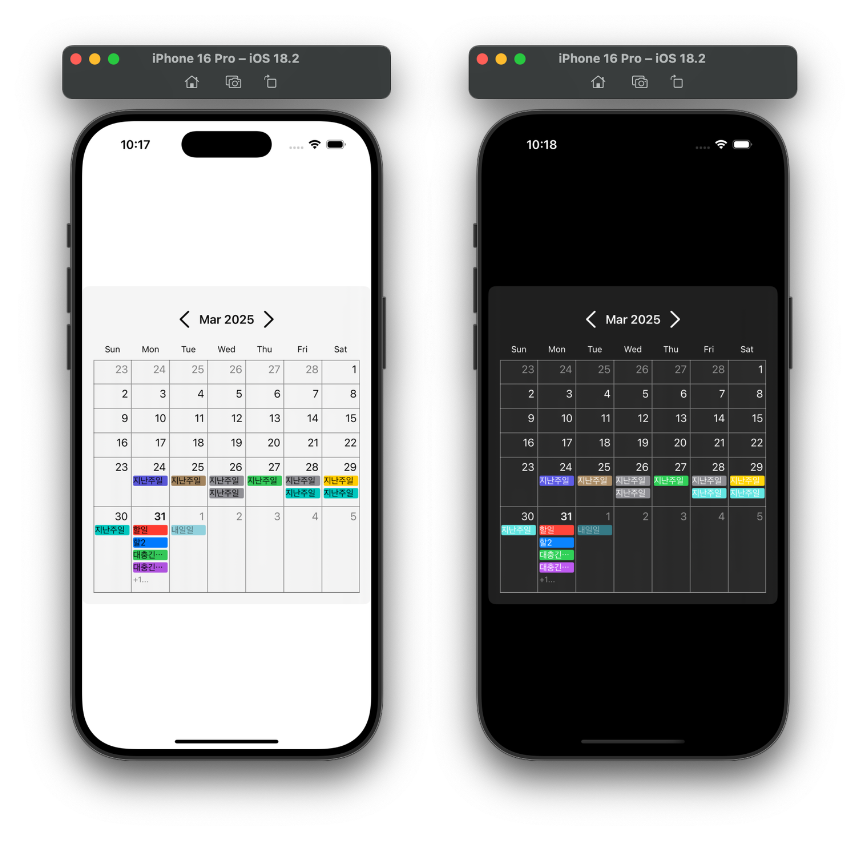 iPhone 16 Pro – iOS 18.2
10:17
Mar 2025
Sun Mon Tue Wed Thu Fri Sat
23 24 25 26 27 28 1
2 3 4 5 6 7 8
9 10 11 12 13 14 15
16 17 18 19 20 21 22
23 24 25 26 27 28 29
지난주일 지난주일 지난주일 지난주일 지난주일 지난주일
지난주일 지난주일 지난주일
30 31 1 2 3 4 5
지난주일 할일 내일일
할2
대충긴…
대충긴…
+1...
iPhone 16 Pro – iOS 18.2
10:18
Mar 2025
Sun Mon Tue Wed Thu Fri Sat
23 24 25 26 27 28 1
2 3 4 5 6 7 8
9 10 11 12 13 14 15
16 17 18 19 20 21 22
23 24 25 26 27 28 29
지난주일 지난주일 지난주일 지난주일 지난주일 지난주일
지난주일 지난주일 지난주일
30 31 1 2 3 4 5
지난주일 할일 내일일
할2
대충긴…
대충긴…
+1...